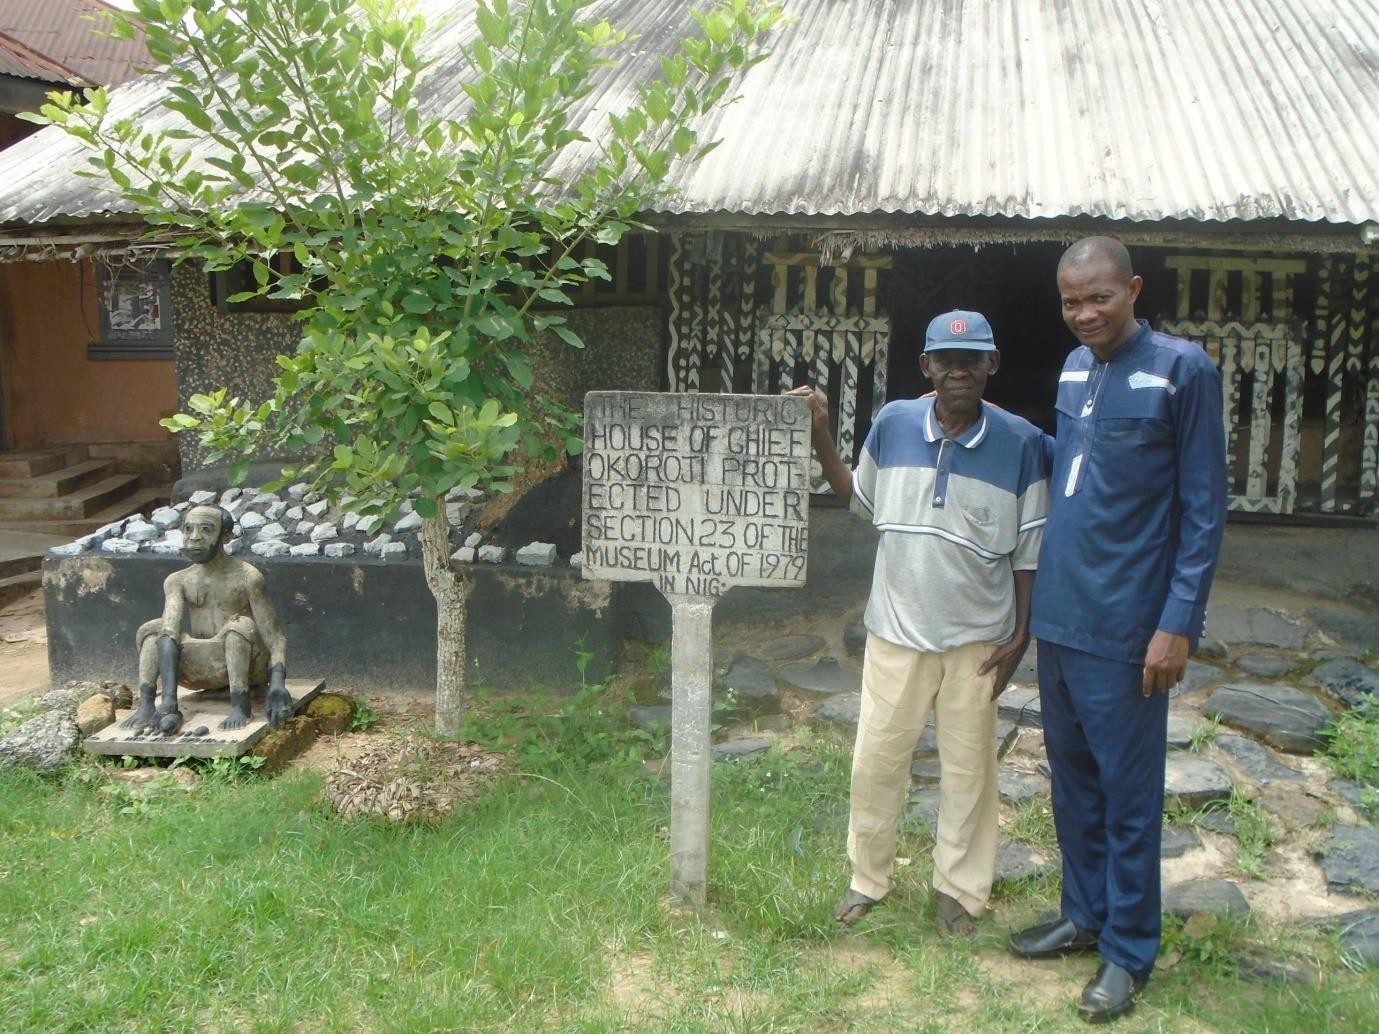 THE HISTORIC
HOUSE OF CHIEF
OKOROJI PROT-
ECTED UNDER
SECTION 23 OF THE
MUSEUM Act OF 1979
IN NIG.
O